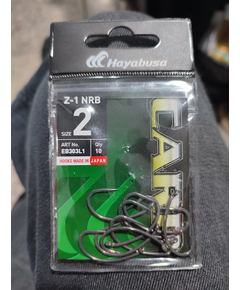 Hayabusa
Z-1 NRB
SIZE
2
ART No.
EB303L1
Qty
10
HOOKS MADE IN JAPAN
CARP